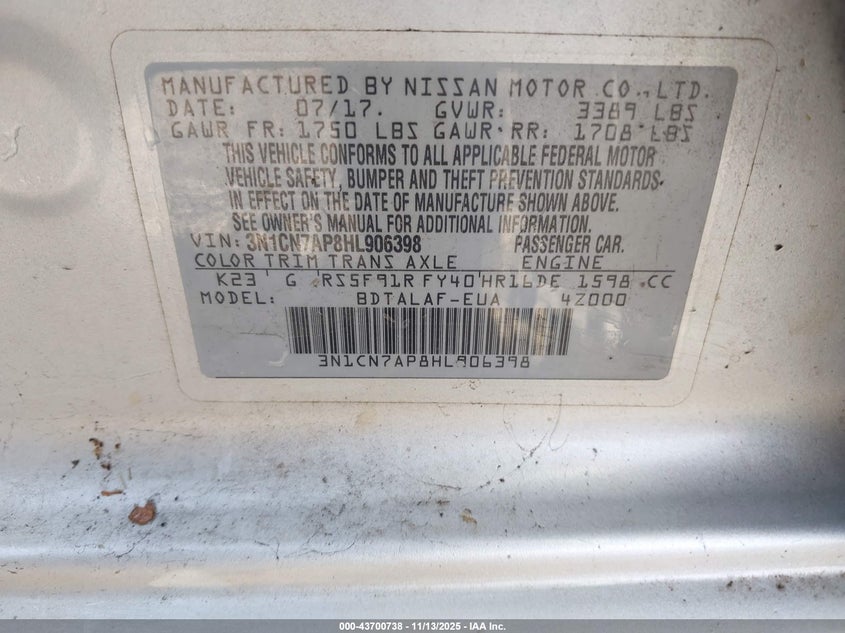 MANUFACTURED BY NISSAN MOTOR CO., LTD.
DATE: 07/17. GVWR: 3389 LBS
GAWR FR: 1750 LBS GAWR RR: 1708 LBS
THIS VEHICLE CONFORMS TO ALL APPLICABLE FEDERAL MOTOR
VEHICLE SAFETY, BUMPER AND THEFT PREVENTION STANDARDS
IN EFFECT ON THE DATE OF MANUFACTURE SHOWN ABOVE.
SEE OWNER'S MANUAL FOR ADDITIONAL INFORMATION.
VIN: 3N1CN7AP8HL906398 PASSENGER CAR.
COLOR TRIM TRANS AXLE ENGINE
K23 G RS5F91R FY40 HR16DE 1598 CC
MODEL: BDTALAF-EUA 4Z000
3N1CN7AP8HL906398
000-43700738 - 11/13/2025 - IAA Inc.